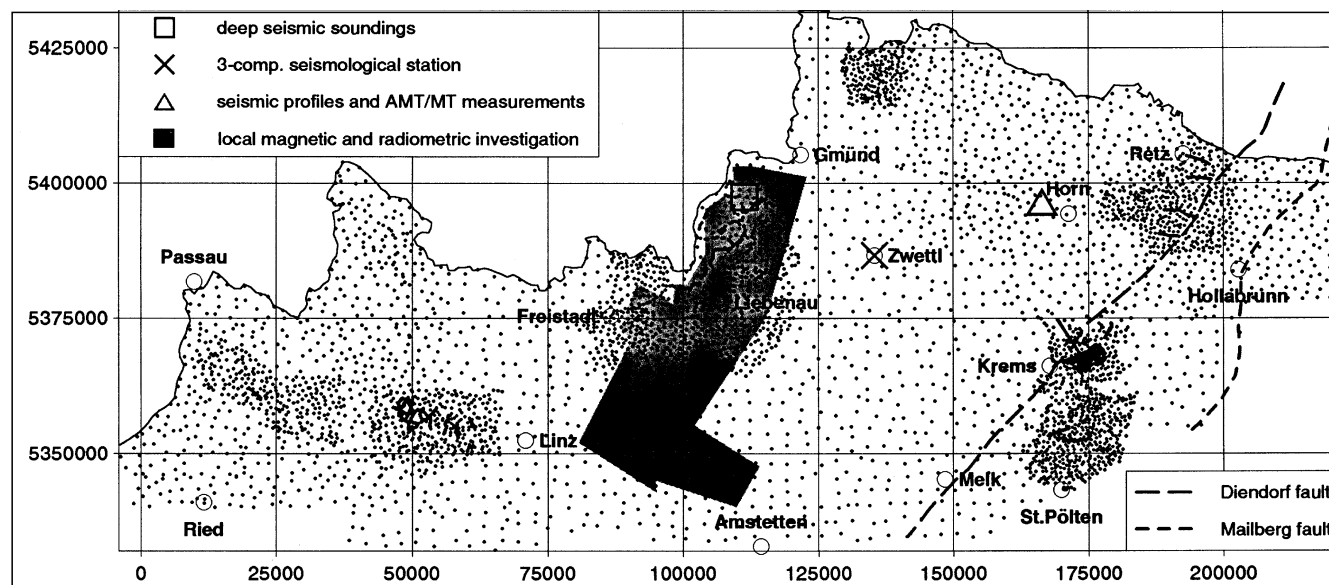 deep seismic soundings
5425000
3-comp. seismological station
seismic profiles and AMT/MT measurements
local magnetic and radiometric investigation
Gmünd
Retz
5400000
Horn
Passau
Zwettl
Hollabrunn
Liebenau
Freistadt
5375000
Krems
Linz
5350000
Melk
Diendorf fault
Ried
Amstetten
St.Pölten
Mailberg fault
0 25000 50000 75000 100000 125000 150000 175000 200000